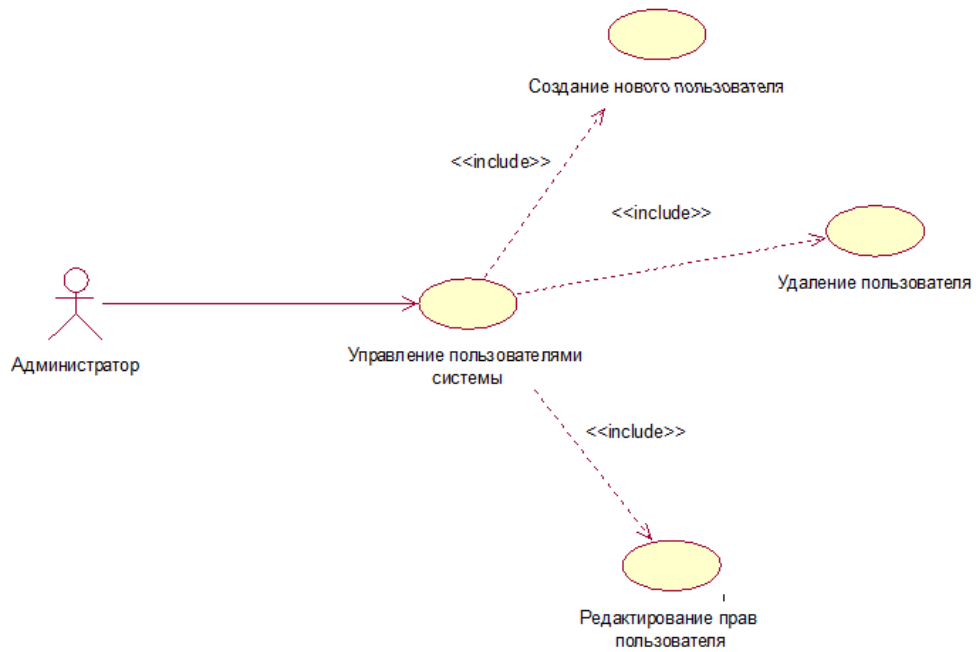 Создание нового пользователя
<<include>>
<<include>>
Удаление пользователя
Администратор
Управление пользователями
системы
<<include>>
Редактирование прав
пользователя